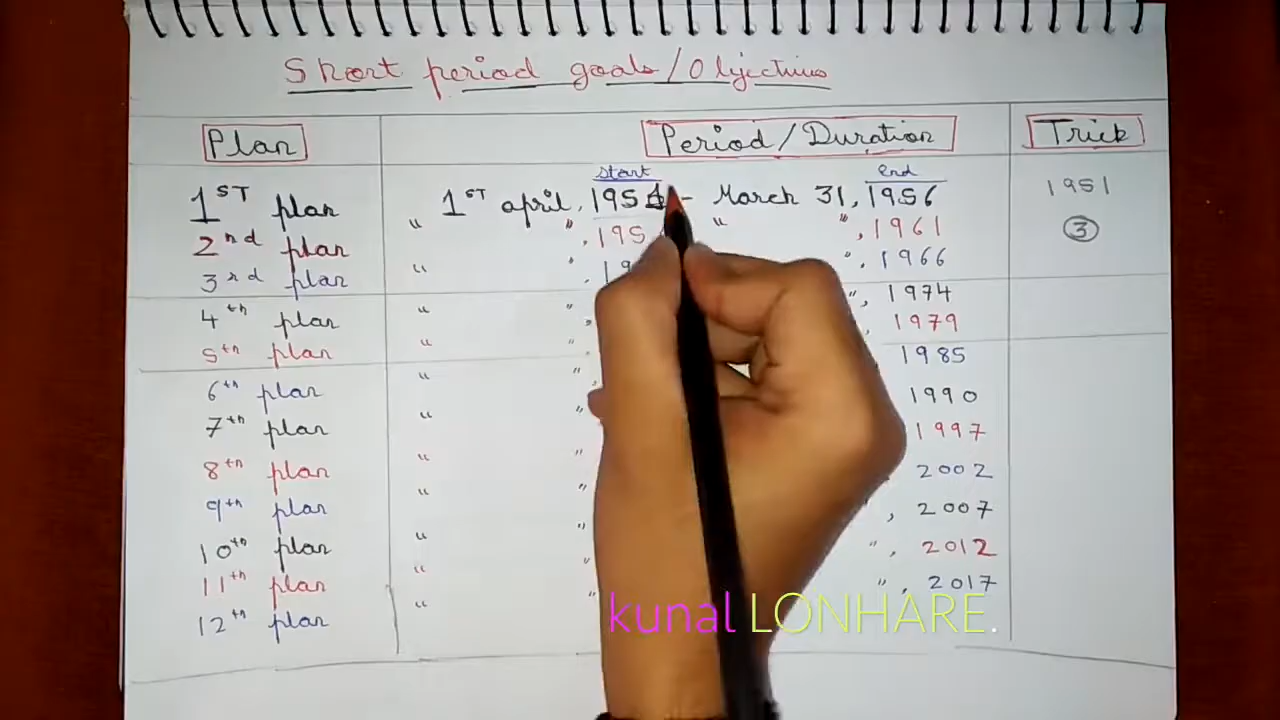 Short period goals/Objectives
Plan Period/Duration Trick
start end
1ST plan 1ST april, 1951 - March 31, 1956 1951
2nd plan " ", 195 " ", 1961 3
3rd plan " ", 19 ", 1966
4th plan " " ", 1974
5th plan " " ", 1979
6th plan " " 1985
7th plan " " 1990
8th plan " " 1997
9th plan " " 2002
10th plan " " ", 2007
11th plan " " ", 2012
12th plan " " ", 2017
kunal LONHARE.